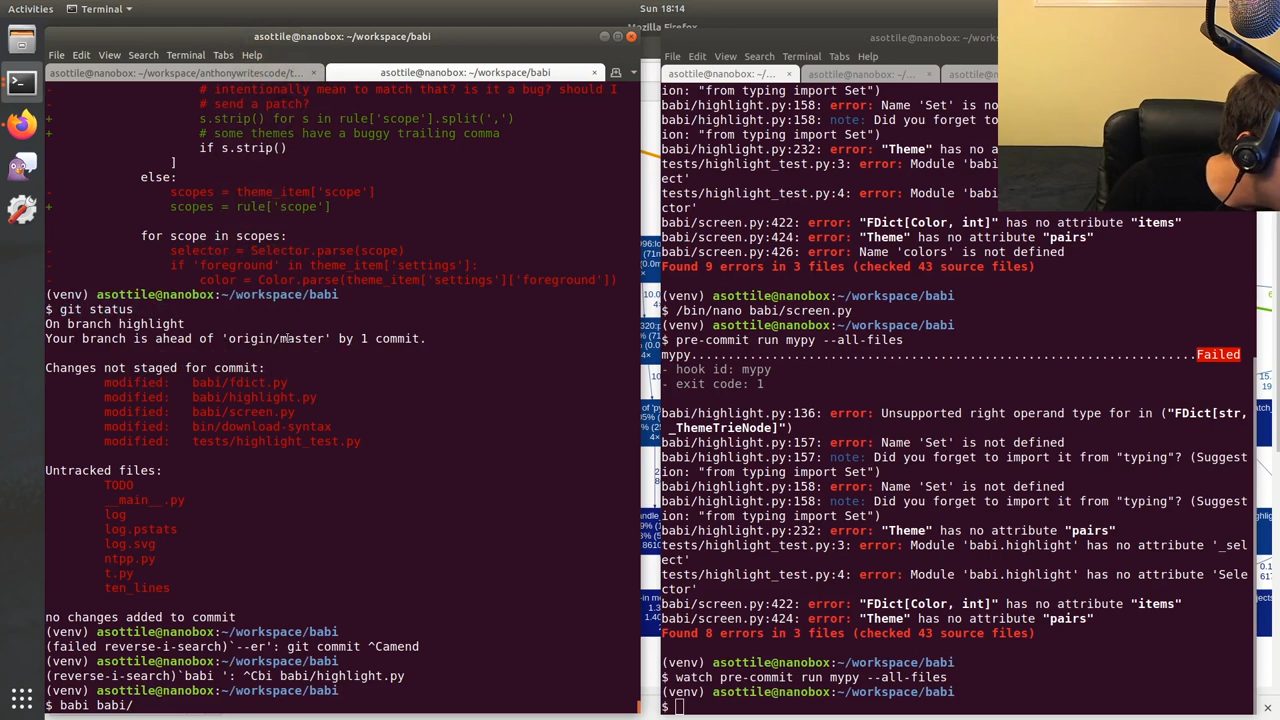 Activities
Terminal
Sun 18:14
Mozilla Firefox
asottile@nanobox: ~/workspace/babi
File Edit View Search Terminal Tabs Help
asottile@nanobox: ~/workspace/anthonywritescode/t...
asottile@nanobox: ~/workspace/babi
- # intentionally mean to match that? is it a bug? should I
- # send a patch?
+ s.strip() for s in rule['scope'].split(',')
+ # some themes have a buggy trailing comma
if s.strip()
]
else:
- scopes = theme_item['scope']
+ scopes = rule['scope']
for scope in scopes:
- selector = Selector.parse(scope)
- if 'foreground' in theme_item['settings']:
- color = Color.parse(theme_item['settings']['foreground'])
(venv) asottile@nanobox:~/workspace/babi
$ git status
On branch highlight
Your branch is ahead of 'origin/master' by 1 commit.
Changes not staged for commit:
modified: babi/fdict.py
modified: babi/highlight.py
modified: babi/screen.py
modified: bin/download-syntax
modified: tests/highlight_test.py
Untracked files:
TODO
__main__.py
log
log.pstats
log.svg
ntpp.py
t.py
ten_lines
no changes added to commit
(venv) asottile@nanobox:~/workspace/babi
(failed reverse-i-search)`--er': git commit ^Camend
(venv) asottile@nanobox:~/workspace/babi
(reverse-i-search)`babi ': ^Cbi babi/highlight.py
(venv) asottile@nanobox:~/workspace/babi
$ babi babi/
asottile@nanobox: ~/works
File Edit View Search Terminal Tabs Help
asottile@nanobox: ~/...
asottile@nanobox: ~/...
asottile@nanob
ion: "from typing import Set")
babi/highlight.py:158: error: Name 'Set' is no
babi/highlight.py:158: note: Did you forget to
ion: "from typing import Set")
babi/highlight.py:232: error: "Theme" has no a
tests/highlight_test.py:3: error: Module 'babi
ect'
tests/highlight_test.py:4: error: Module 'babi
ctor'
babi/screen.py:422: error: "FDict[Color, int]" has no attribute "items"
babi/screen.py:424: error: "Theme" has no attribute "pairs"
babi/screen.py:426: error: Name 'colors' is not defined
Found 9 errors in 3 files (checked 43 source files)
(venv) asottile@nanobox:~/workspace/babi
$ /bin/nano babi/screen.py
(venv) asottile@nanobox:~/workspace/babi
$ pre-commit run mypy --all-files
mypy.........................................................................Failed
- hook id: mypy
- exit code: 1
babi/highlight.py:136: error: Unsupported right operand type for in ("FDict[str,
_ThemeTrieNode]")
babi/highlight.py:157: error: Name 'Set' is not defined
babi/highlight.py:157: note: Did you forget to import it from "typing"? (Suggest
ion: "from typing import Set")
babi/highlight.py:158: error: Name 'Set' is not defined
babi/highlight.py:158: note: Did you forget to import it from "typing"? (Suggest
ion: "from typing import Set")
babi/highlight.py:232: error: "Theme" has no attribute "pairs"
tests/highlight_test.py:3: error: Module 'babi.highlight' has no attribute '_sel
ect'
tests/highlight_test.py:4: error: Module 'babi.highlight' has no attribute 'Sele
ctor'
babi/screen.py:422: error: "FDict[Color, int]" has no attribute "items"
babi/screen.py:424: error: "Theme" has no attribute "pairs"
Found 8 errors in 3 files (checked 43 source files)
(venv) asottile@nanobox:~/workspace/babi
$ watch pre-commit run mypy --all-files
(venv) asottile@nanobox:~/workspace/babi
$